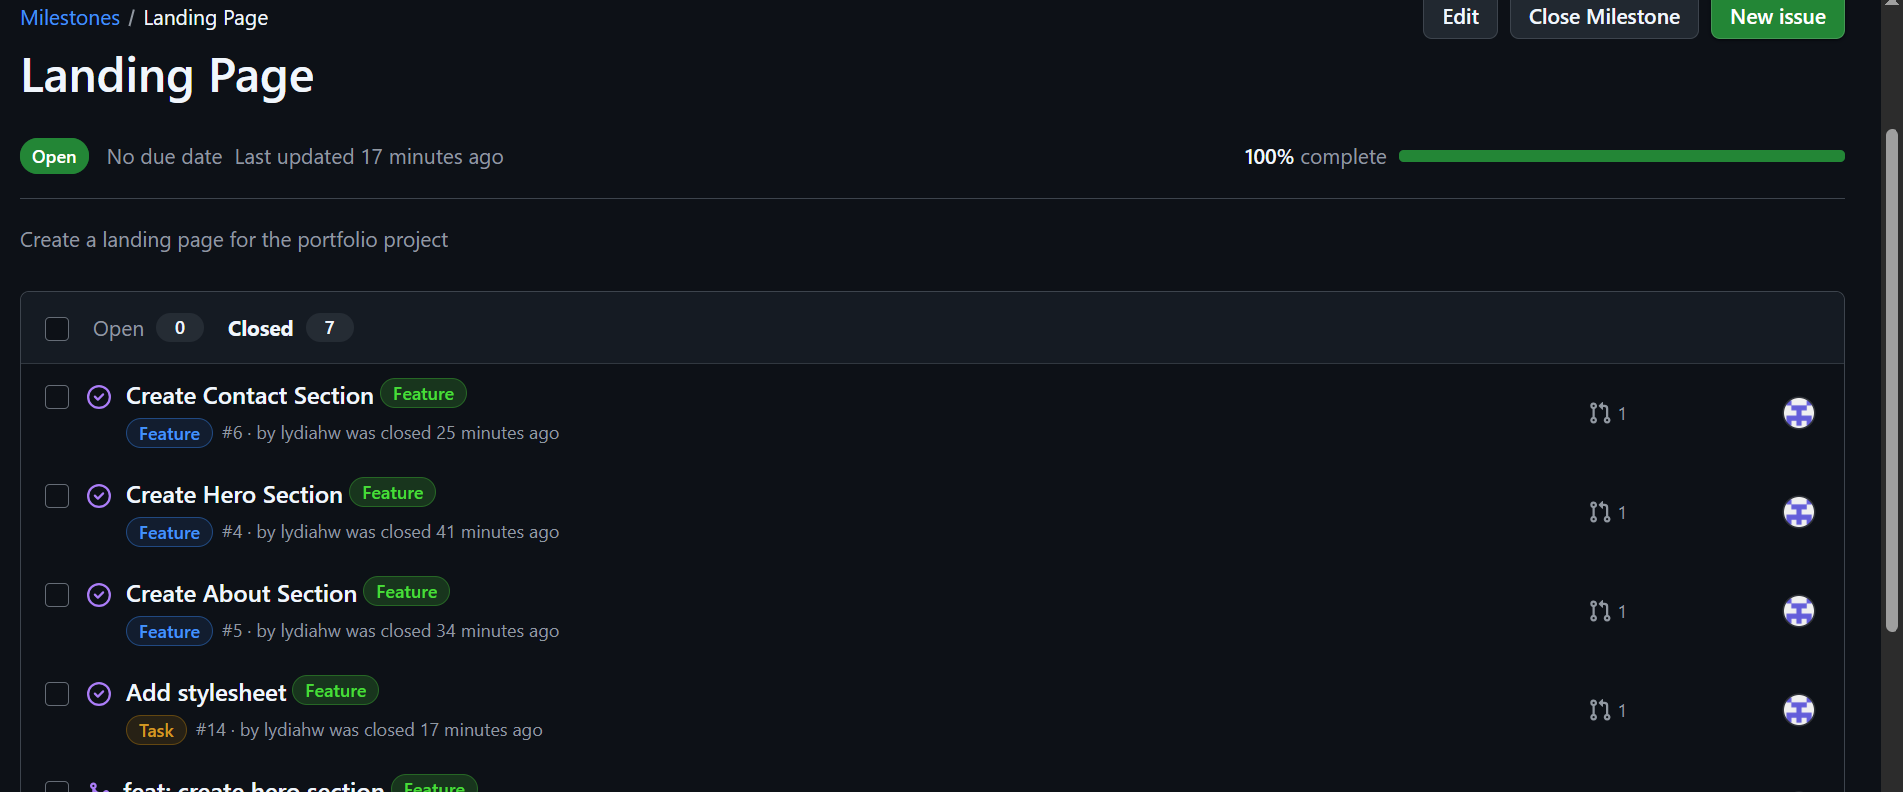 Milestones / Landing Page
Edit
Close Milestone
New issue
Landing Page
Open No due date Last updated 17 minutes ago
100% complete
Create a landing page for the portfolio project
Open 0 Closed 7
Create Contact Section Feature
Feature #6 · by lydiahw was closed 25 minutes ago
1
Create Hero Section Feature
Feature #4 · by lydiahw was closed 41 minutes ago
1
Create About Section Feature
Feature #5 · by lydiahw was closed 34 minutes ago
1
Add stylesheet Feature
Task #14 · by lydiahw was closed 17 minutes ago
1
feat: create hero section Feature